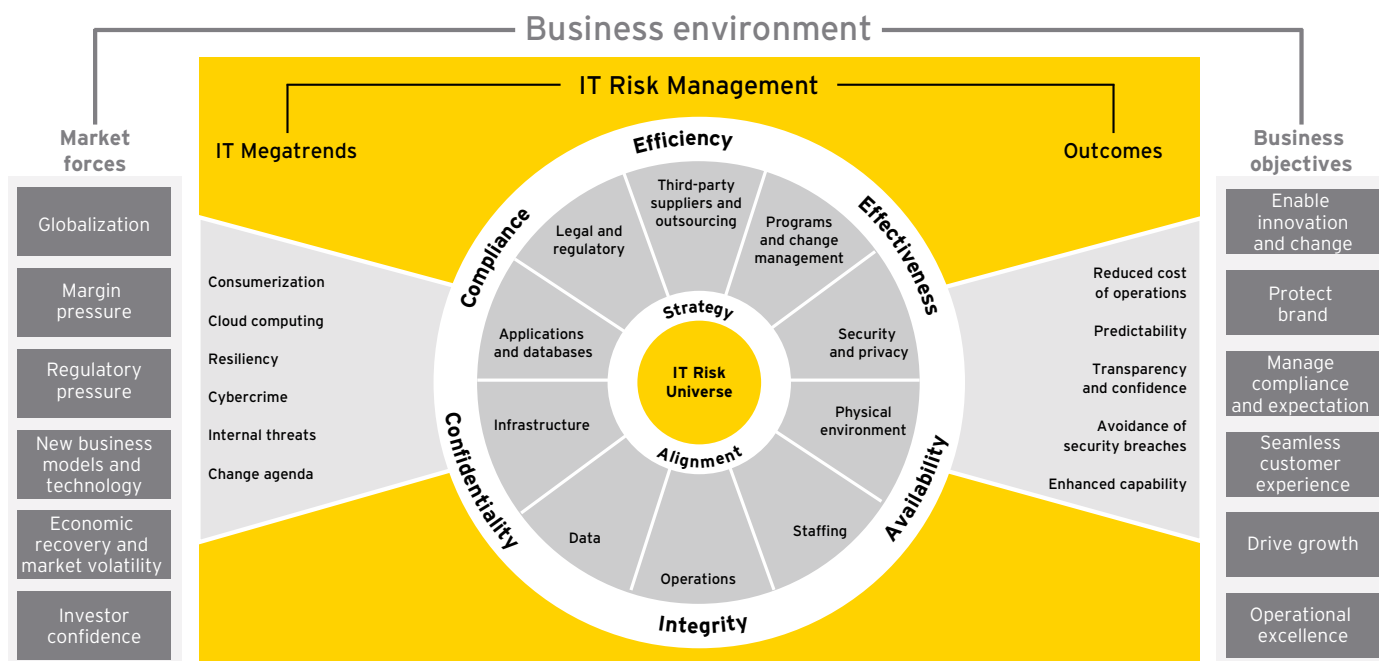 Business environment
Market
forces
Globalization
Margin
pressure
Regulatory
pressure
New business
models and
technology
Economic
recovery and
market volatility
Investor
confidence
IT Risk Management
IT Megatrends
Consumerization
Cloud computing
Resiliency
Cybercrime
Internal threats
Change agenda
Efficiency
Effectiveness
Availability
Integrity
Confidentiality
Compliance
Third-party
suppliers and
outsourcing
Programs
and change
management
Security
and privacy
Physical
environment
Staffing
Operations
Data
Infrastructure
Applications
and databases
Legal and
regulatory
Strategy
IT Risk
Universe
Alignment
Outcomes
Reduced cost
of operations
Predictability
Transparency
and confidence
Avoidance of
security breaches
Enhanced capability
Business
objectives
Enable
innovation
and change
Protect
brand
Manage
compliance
and expectation
Seamless
customer
experience
Drive growth
Operational
excellence